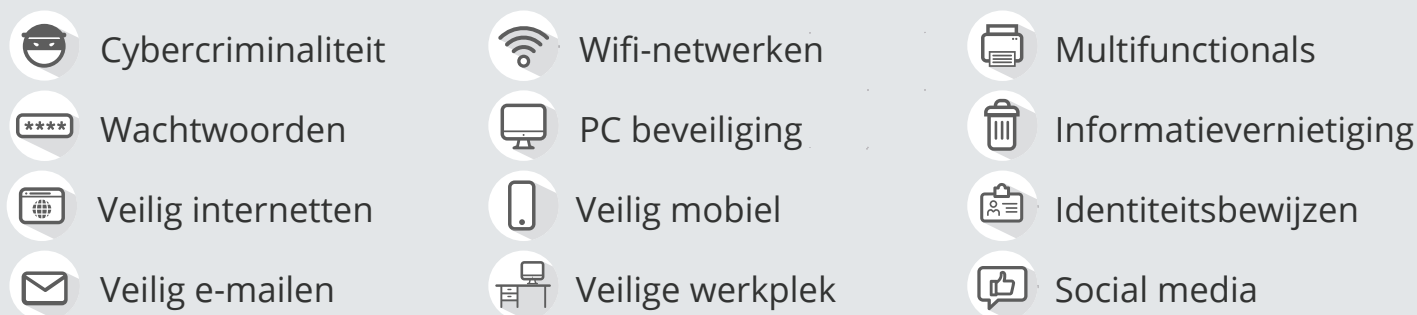 Cybercriminaliteit
Wachtwoorden
Veilig internetten
Veilig e-mailen
Wifi-netwerken
PC beveiliging
Veilig mobiel
Veilige werkplek
Multifunctionals
Informatievernietiging
Identiteitsbewijzen
Social media